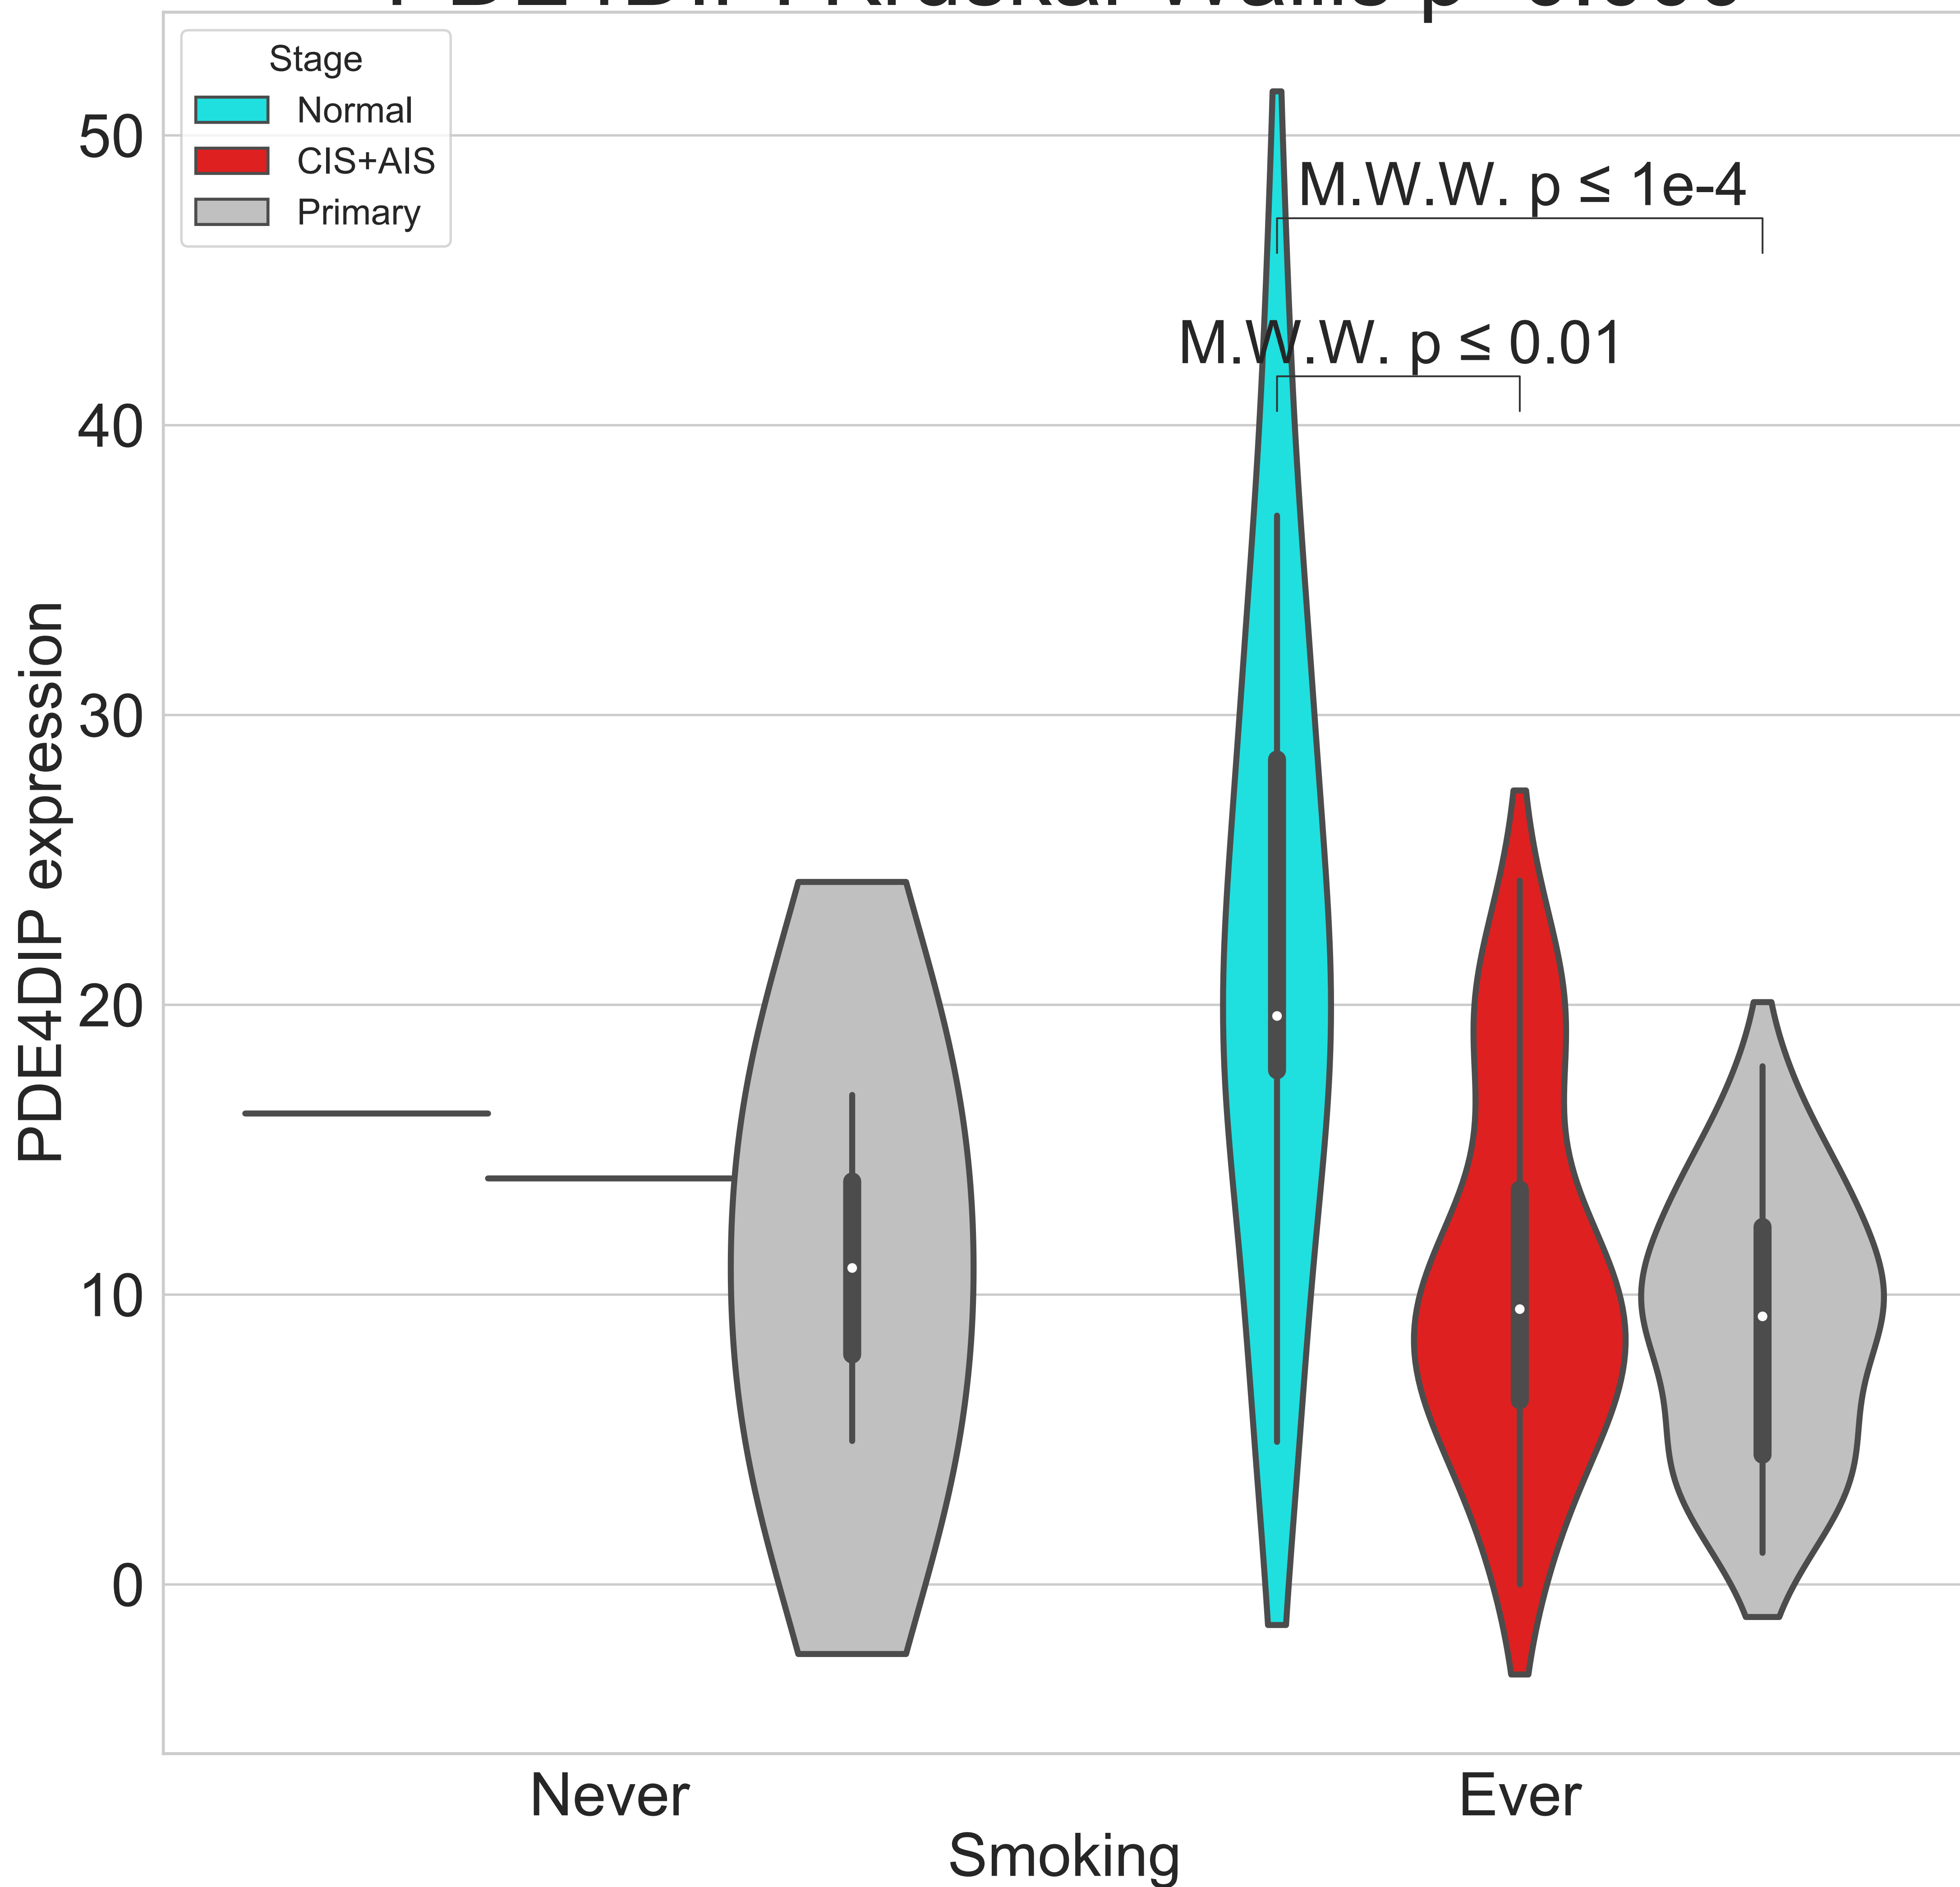 Stage
Normal
CIS+AIS
Primary
50
40
30
20
10
0
M.W.W. p ≤ 1e-4
M.W.W. p ≤ 0.01
PDE4DIP expression
Never
Ever
Smoking